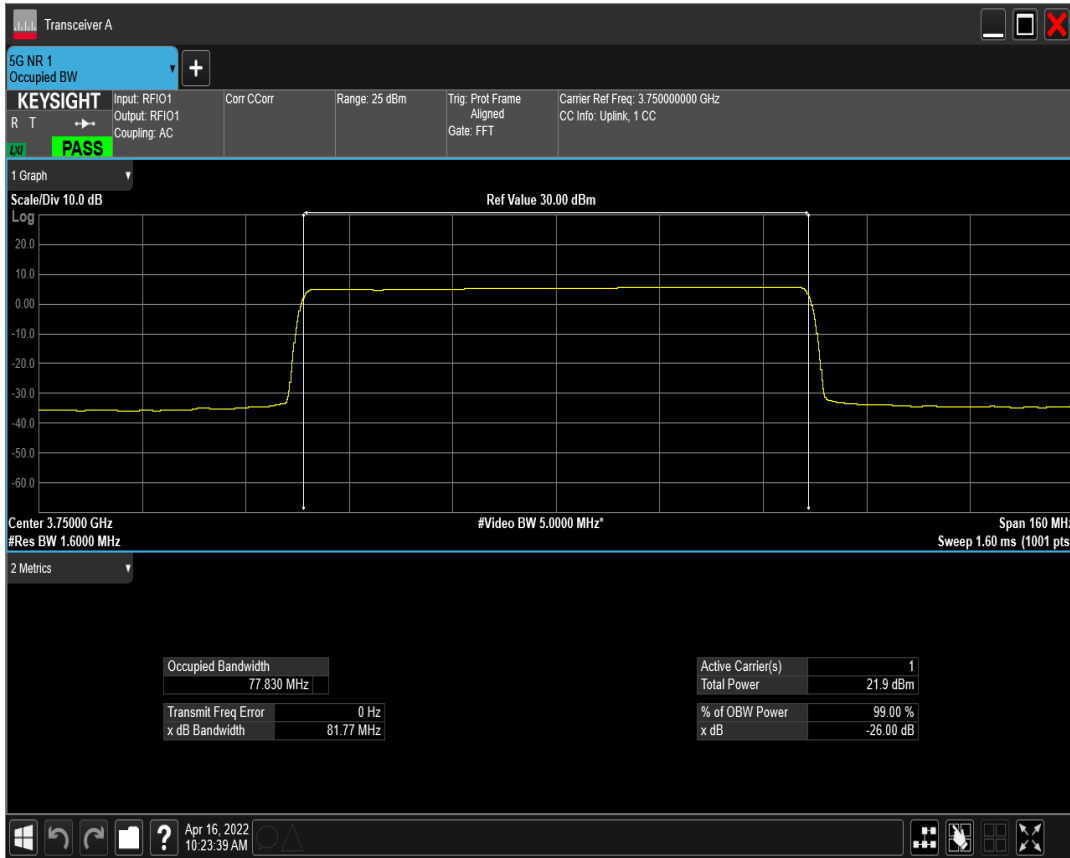 Transceiver A
5G NR 1
Occupied BW
+
KEYSIGHT
R T
LXI
PASS
Input: RFIO1
Output: RFIO1
Coupling: AC
Corr CCorr
Range: 25 dBm
Trig: Prot Frame
Aligned
Gate: FFT
Carrier Ref Freq: 3.750000000 GHz
CC Info: Uplink, 1 CC
1 Graph
Scale/Div 10.0 dB
Ref Value 30.00 dBm
Log
20.0
10.0
0.00
-10.0
-20.0
-30.0
-40.0
-50.0
-60.0
Center 3.75000 GHz
#Video BW 5.0000 MHz*
Span 160 MHz
#Res BW 1.6000 MHz
Sweep 1.60 ms (1001 pts
2 Metrics
Occupied Bandwidth
77.830 MHz
Transmit Freq Error 0 Hz
x dB Bandwidth 81.77 MHz
Active Carrier(s) 1
Total Power 21.9 dBm
% of OBW Power 99.00 %
x dB -26.00 dB
?
Apr 16, 2022
10:23:39 AM